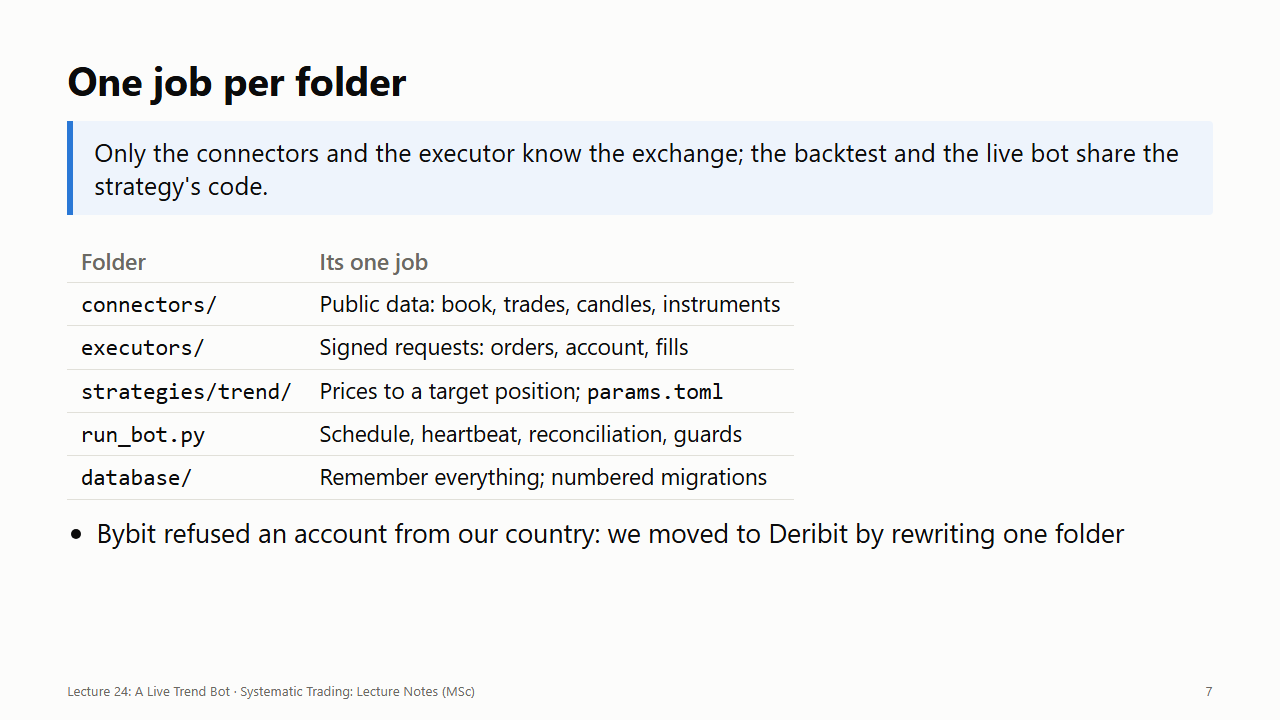 One job per folder
Only the connectors and the executor know the exchange; the backtest and the live bot share the
strategy's code.
Folder Its one job
connectors/ Public data: book, trades, candles, instruments
executors/ Signed requests: orders, account, fills
strategies/trend/ Prices to a target position; params.toml
run_bot.py Schedule, heartbeat, reconciliation, guards
database/ Remember everything; numbered migrations
• Bybit refused an account from our country: we moved to Deribit by rewriting one folder
Lecture 24: A Live Trend Bot · Systematic Trading: Lecture Notes (MSc) 7